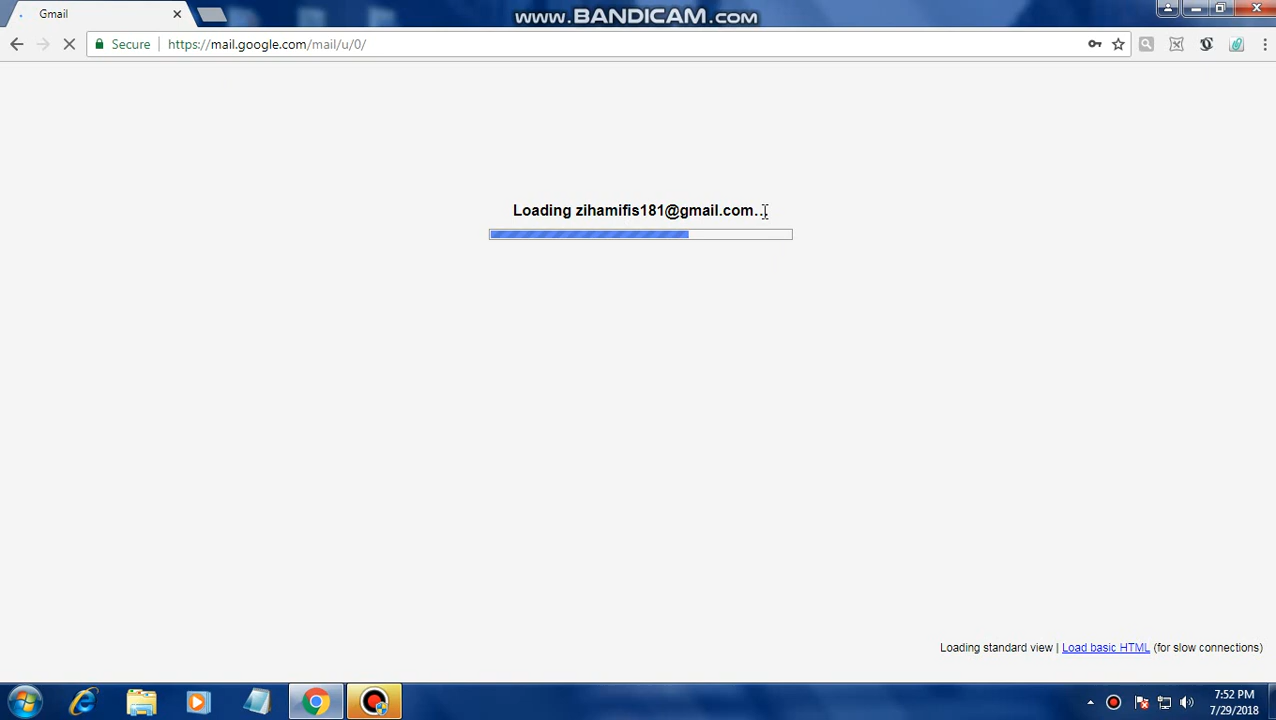 Gmail
www.BANDICAM.com
Secure
https://mail.google.com/mail/u/0/
Loading zihamifis181@gmail.com...
Loading standard view | Load basic HTML (for slow connections)
7:52 PM
7/29/2018